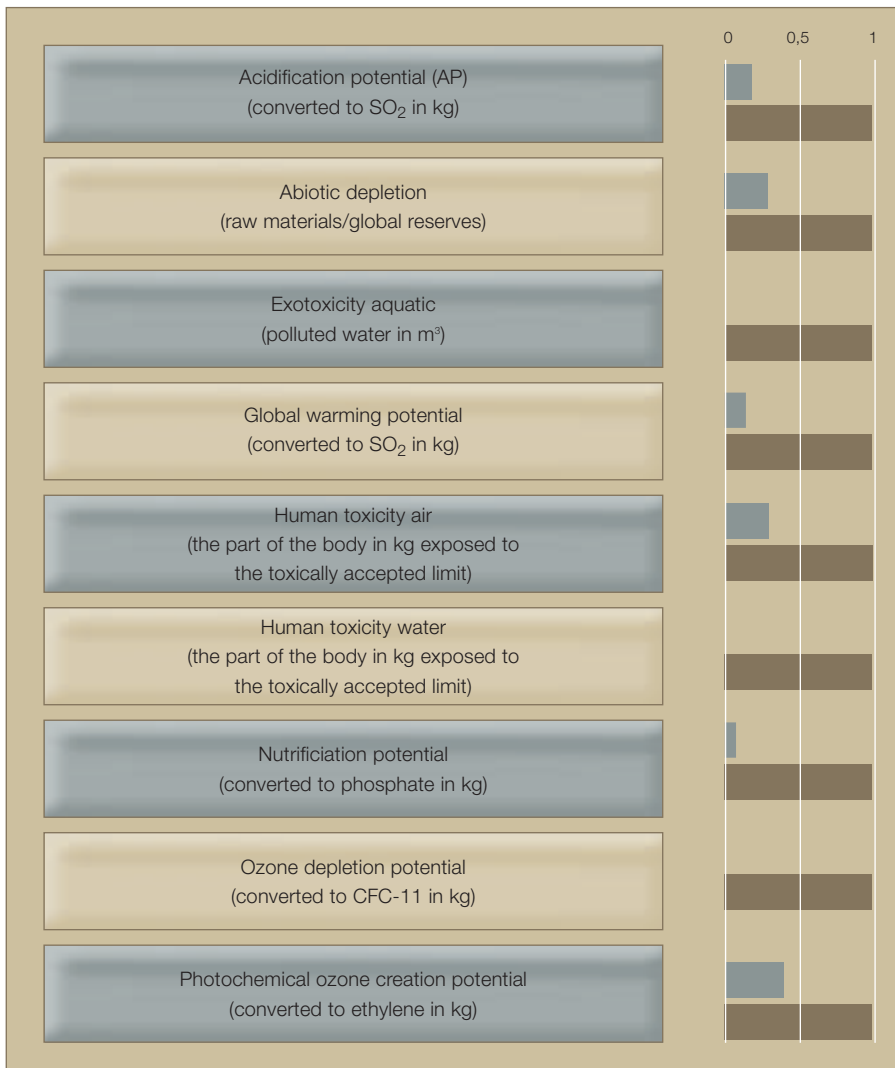 0 0,5 1
Acidification potential (AP)
(converted to SO₂ in kg)
Abiotic depletion
(raw materials/global reserves)
Exotoxicity aquatic
(polluted water in m³)
Global warming potential
(converted to SO₂ in kg)
Human toxicity air
(the part of the body in kg exposed to
the toxically accepted limit)
Human toxicity water
(the part of the body in kg exposed to
the toxically accepted limit)
Nutrificiation potential
(converted to phosphate in kg)
Ozone depletion potential
(converted to CFC-11 in kg)
Photochemical ozone creation potential
(converted to ethylene in kg)